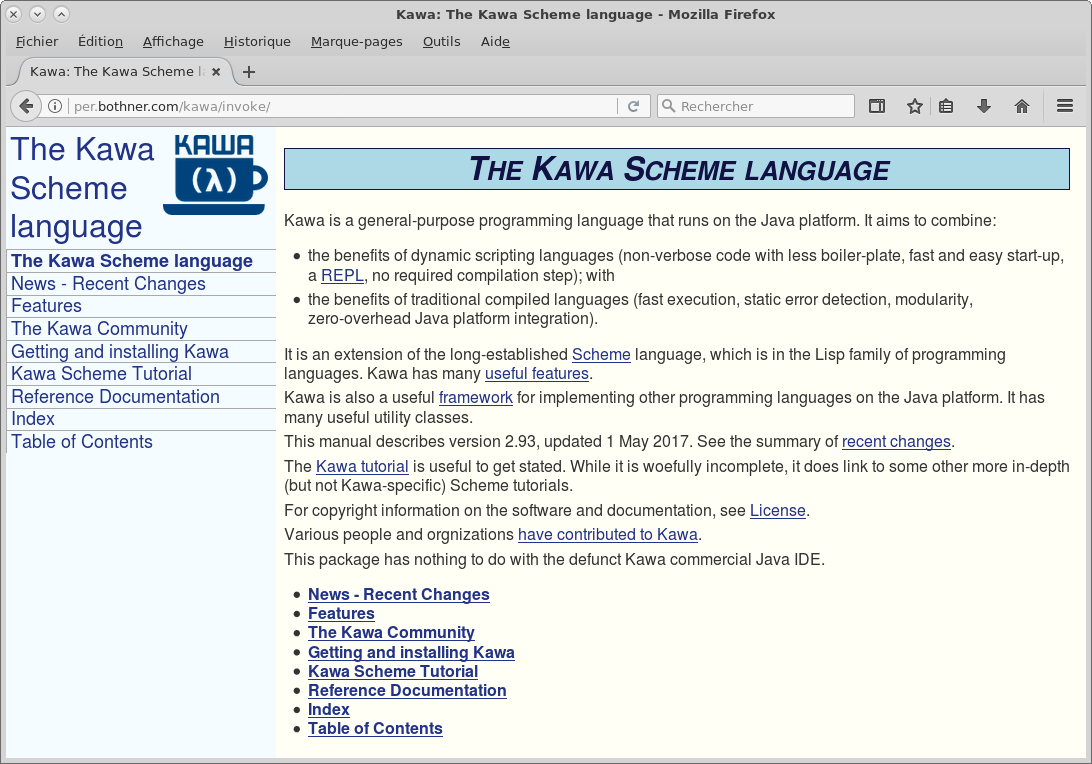 Kawa: The Kawa Scheme language - Mozilla Firefox
Fichier Édition Affichage Historique Marque-pages Outils Aide
Kawa: The Kawa Scheme l
per.bothner.com/kawa/invoke/
Rechercher
The Kawa
Scheme
language
KAWA
(λ)
The Kawa Scheme language
News - Recent Changes
Features
The Kawa Community
Getting and installing Kawa
Kawa Scheme Tutorial
Reference Documentation
Index
Table of Contents
THE KAWA SCHEME LANGUAGE
Kawa is a general-purpose programming language that runs on the Java platform. It aims to combine:
• the benefits of dynamic scripting languages (non-verbose code with less boiler-plate, fast and easy start-up,
a REPL, no required compilation step); with
• the benefits of traditional compiled languages (fast execution, static error detection, modularity,
zero-overhead Java platform integration).
It is an extension of the long-established Scheme language, which is in the Lisp family of programming
languages. Kawa has many useful features.
Kawa is also a useful framework for implementing other programming languages on the Java platform. It has
many useful utility classes.
This manual describes version 2.93, updated 1 May 2017. See the summary of recent changes.
The Kawa tutorial is useful to get stated. While it is woefully incomplete, it does link to some other more in-depth
(but not Kawa-specific) Scheme tutorials.
For copyright information on the software and documentation, see License.
Various people and orgnizations have contributed to Kawa.
This package has nothing to do with the defunct Kawa commercial Java IDE.
• News - Recent Changes
• Features
• The Kawa Community
• Getting and installing Kawa
• Kawa Scheme Tutorial
• Reference Documentation
• Index
• Table of Contents